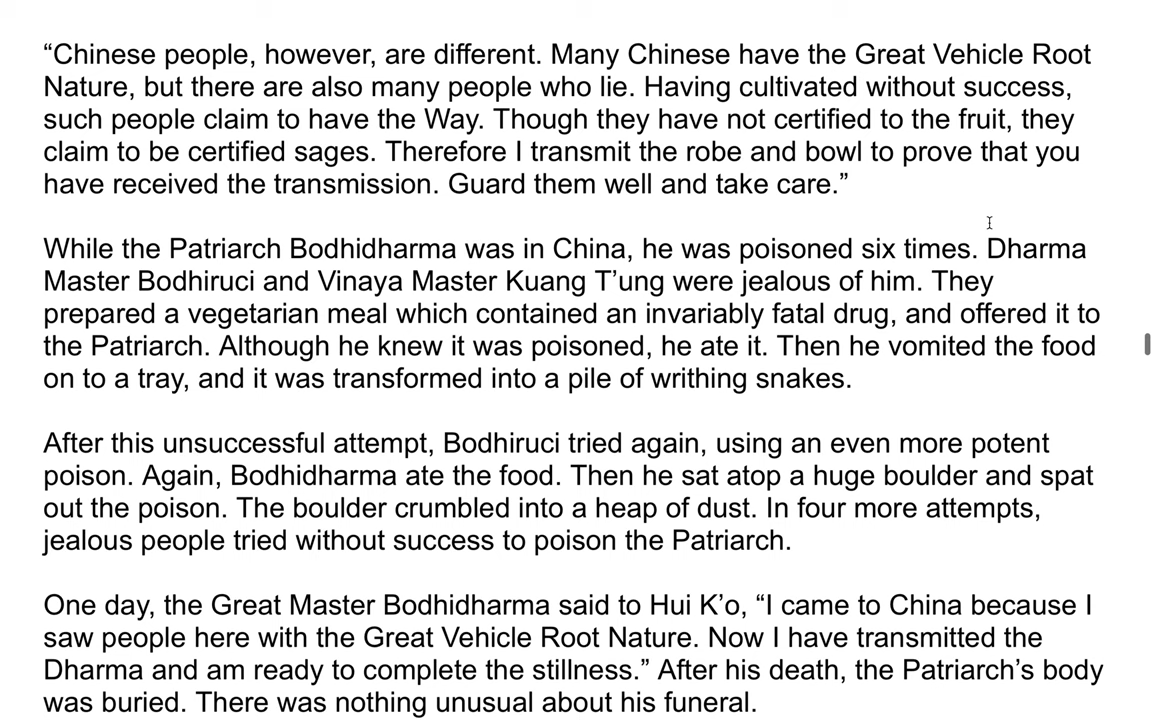 “Chinese people, however, are different. Many Chinese have the Great Vehicle Root
Nature, but there are also many people who lie. Having cultivated without success,
such people claim to have the Way. Though they have not certified to the fruit, they
claim to be certified sages. Therefore I transmit the robe and bowl to prove that you
have received the transmission. Guard them well and take care.”
While the Patriarch Bodhidharma was in China, he was poisoned six times. Dharma
Master Bodhiruci and Vinaya Master Kuang T’ung were jealous of him. They
prepared a vegetarian meal which contained an invariably fatal drug, and offered it to
the Patriarch. Although he knew it was poisoned, he ate it. Then he vomited the food
on to a tray, and it was transformed into a pile of writhing snakes.
After this unsuccessful attempt, Bodhiruci tried again, using an even more potent
poison. Again, Bodhidharma ate the food. Then he sat atop a huge boulder and spat
out the poison. The boulder crumbled into a heap of dust. In four more attempts,
jealous people tried without success to poison the Patriarch.
One day, the Great Master Bodhidharma said to Hui K’o, “I came to China because I
saw people here with the Great Vehicle Root Nature. Now I have transmitted the
Dharma and am ready to complete the stillness.” After his death, the Patriarch’s body
was buried. There was nothing unusual about his funeral.